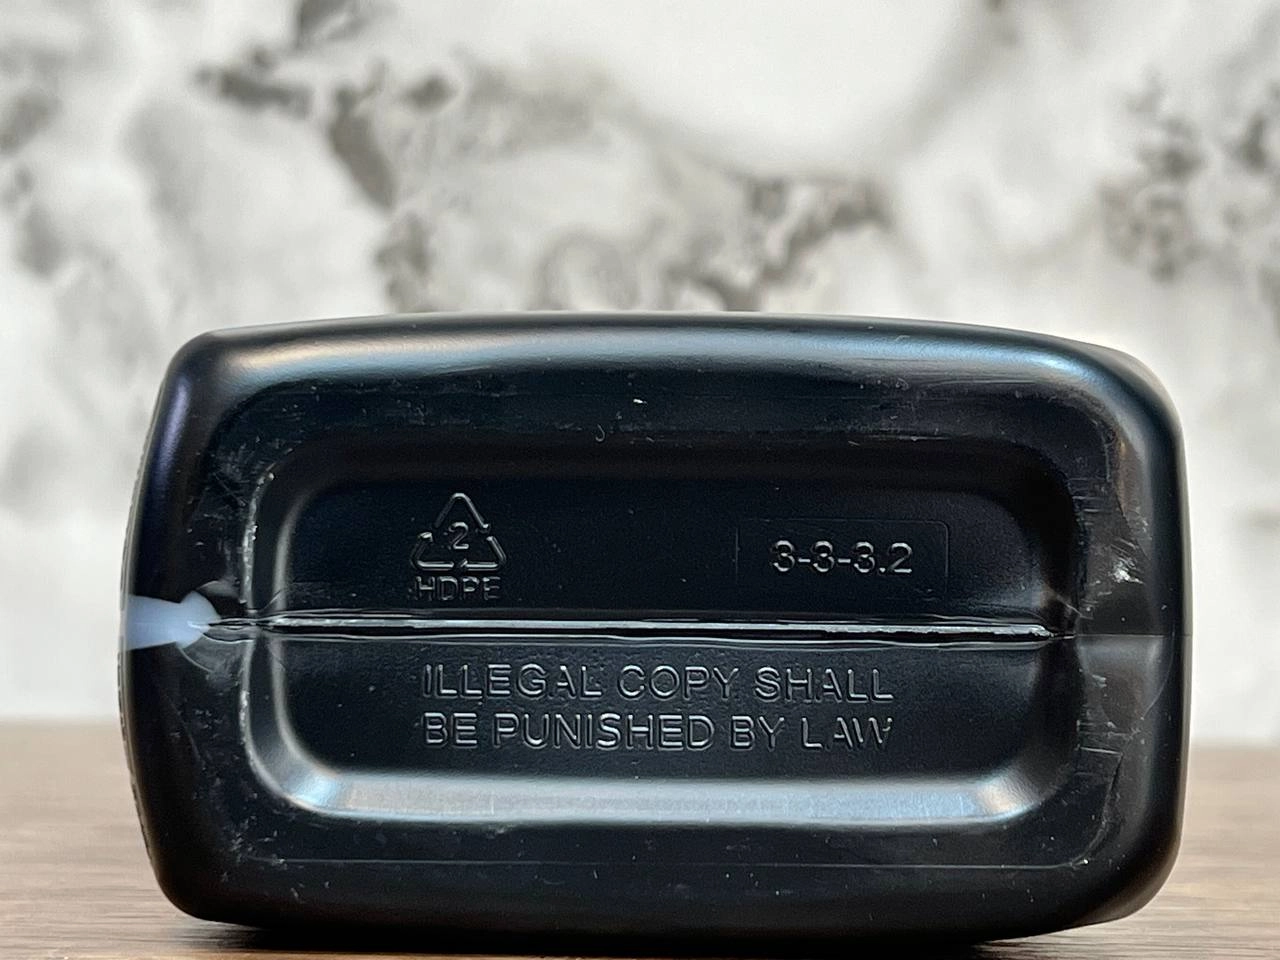 2
HDPE
3-3-3.2
ILLEGAL COPY SHALL
BE PUNISHED BY LAW